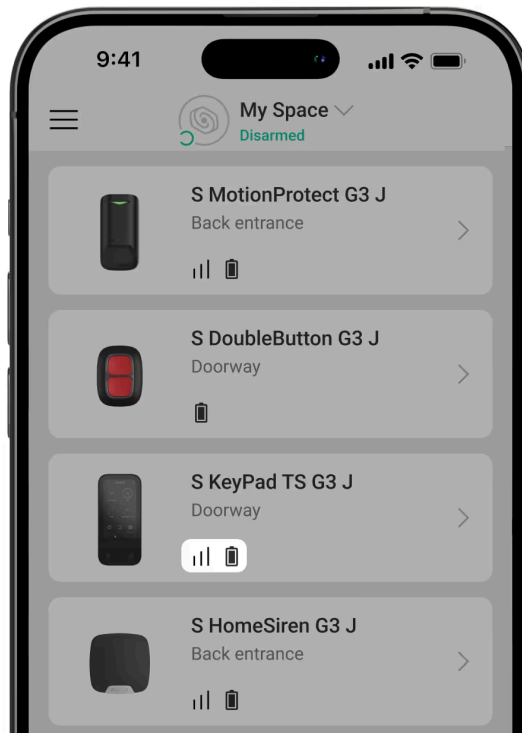 9:41
My Space
Disarmed
S MotionProtect G3 J
Back entrance
S DoubleButton G3 J
Doorway
S KeyPad TS G3 J
Doorway
S HomeSiren G3 J
Back entrance